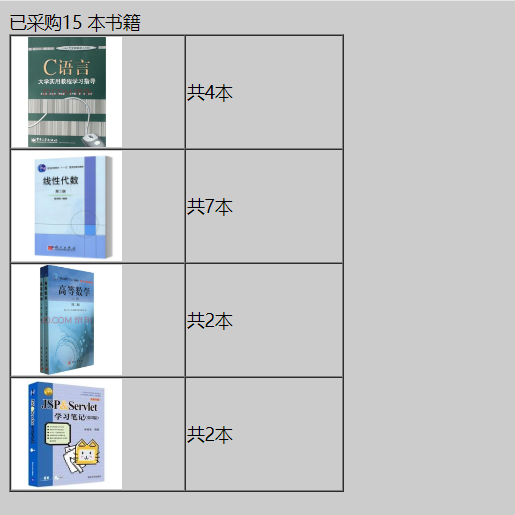 已采购15 本书籍
C语言
大学实用教程学习指导
共4本
线性代数
共7本
高等数学
共2本
JSP&Servlet
学习笔记
共2本